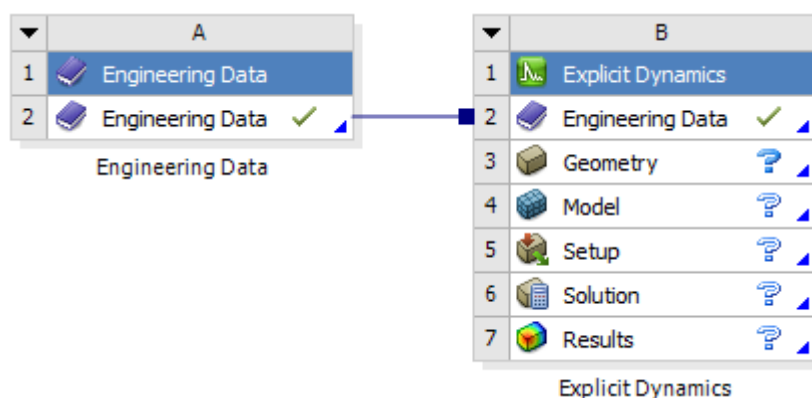 A
1 Engineering Data
2 Engineering Data
Engineering Data
B
1 Explicit Dynamics
2 Engineering Data
3 Geometry
4 Model
5 Setup
6 Solution
7 Results
Explicit Dynamics